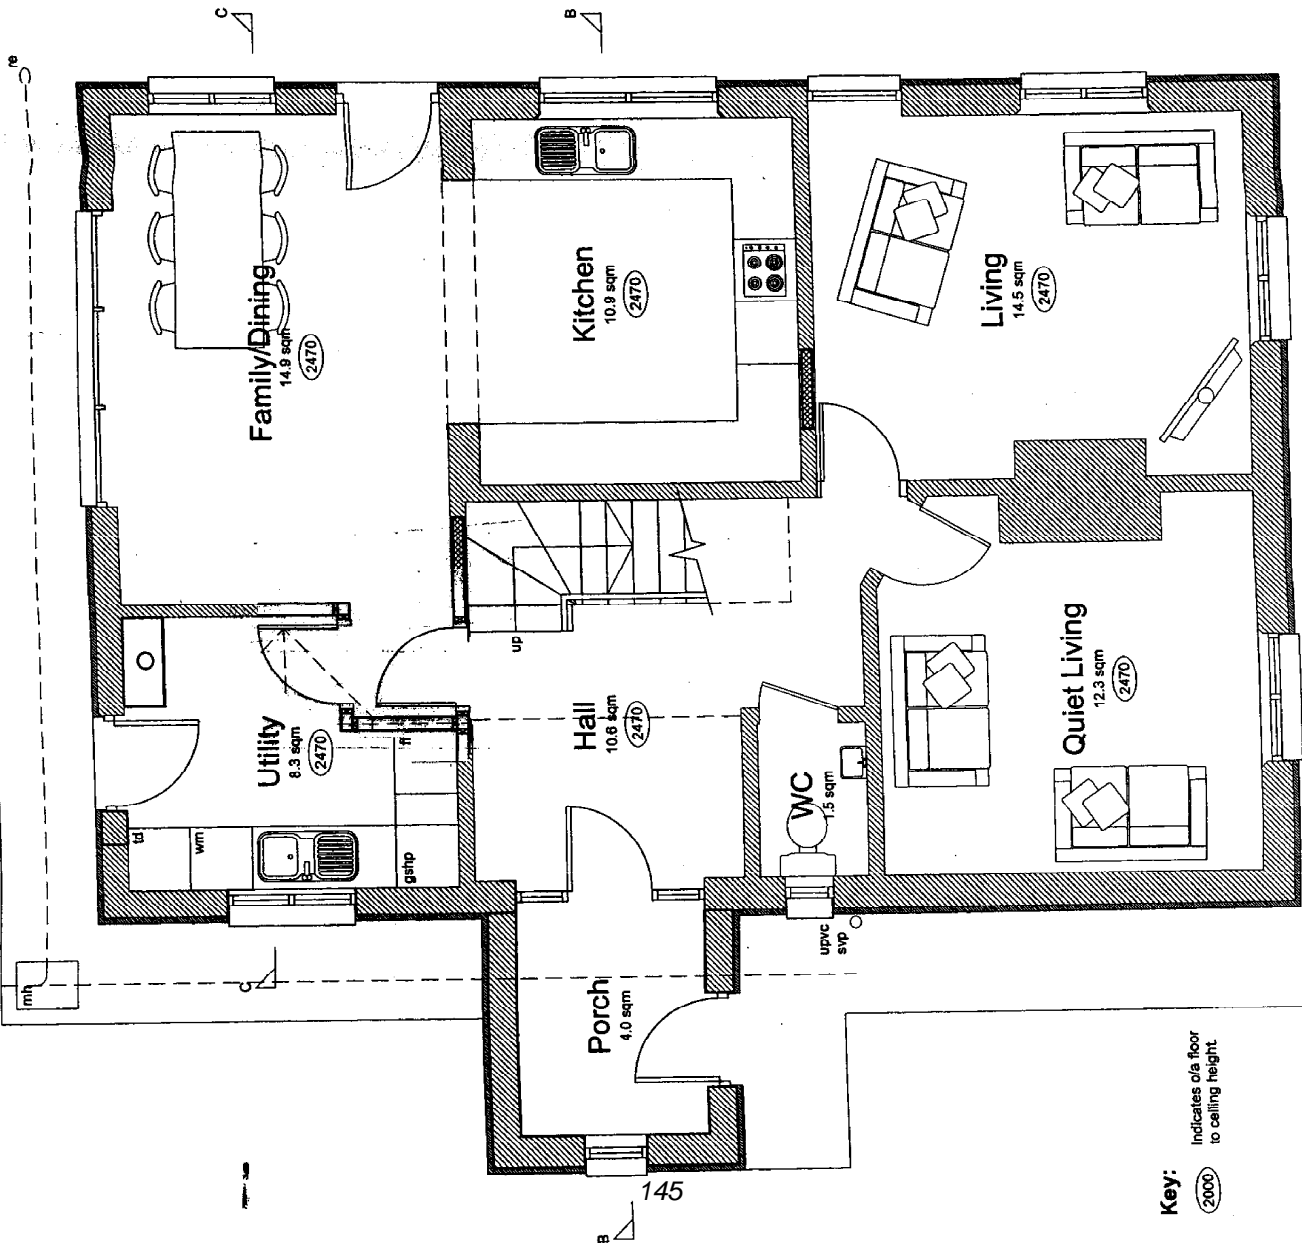 C
B
re
Family/Dining
14.9 sqm
2470
Kitchen
10.9 sqm
2470
Living
14.5 sqm
2470
up
Utility
8.3 sqm
2470
ff
td
wm
gshp
Hall
10.6 sqm
2470
WC
1.5 sqm
Quiet Living
12.3 sqm
2470
upvc
svp
mh
C
Porch
4.0 sqm
B
145
Key:
2000
Indicates o/a floor
to ceiling height.